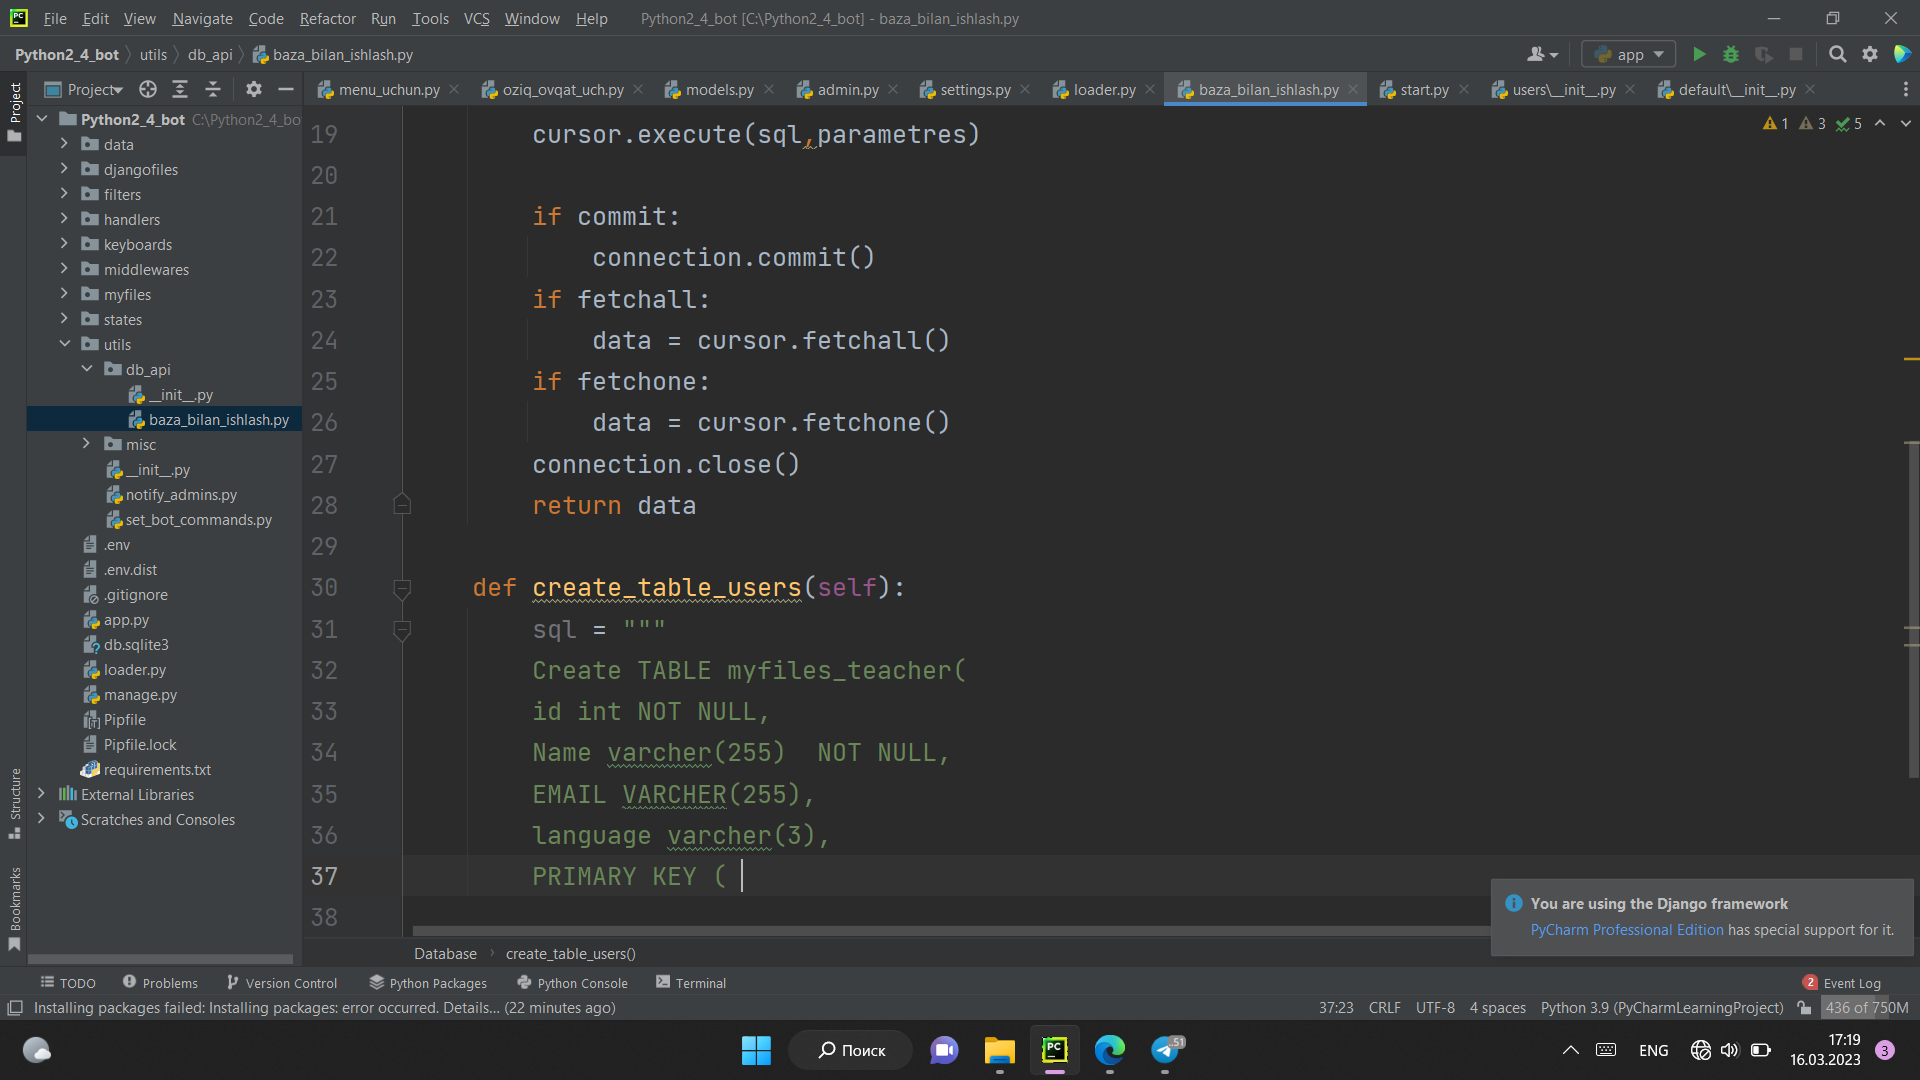 PC File Edit View Navigate Code Refactor Run Tools VCS Window Help Python2_4_bot [C:\Python2_4_bot] - baza_bilan_ishlash.py
Python2_4_bot utils db_api baza_bilan_ishlash.py app
Project menu_uchun.py oziq_ovqat_uch.py models.py admin.py settings.py loader.py baza_bilan_ishlash.py start.py users\__init__.py default\__init__.py
Project
Python2_4_bot C:\Python2_4_bo
data
djangofiles
filters
handlers
keyboards
middlewares
myfiles
states
utils
db_api
__init__.py
baza_bilan_ishlash.py
misc
__init__.py
notify_admins.py
set_bot_commands.py
.env
.env.dist
.gitignore
app.py
db.sqlite3
loader.py
manage.py
Pipfile
Pipfile.lock
requirements.txt
External Libraries
Scratches and Consoles
Structure
Bookmarks
1 3 5
19 cursor.execute(sql,parametres)
20
21 if commit:
22 connection.commit()
23 if fetchall:
24 data = cursor.fetchall()
25 if fetchone:
26 data = cursor.fetchone()
27 connection.close()
28 return data
29
30 def create_table_users(self):
31 sql = """
32 Create TABLE myfiles_teacher(
33 id int NOT NULL,
34 Name varcher(255)  NOT NULL,
35 EMAIL VARCHER(255),
36 language varcher(3),
37 PRIMARY KEY (
38
You are using the Django framework
PyCharm Professional Edition has special support for it.
Database create_table_users()
TODO Problems Version Control Python Packages Python Console Terminal 2 Event Log
Installing packages failed: Installing packages: error occurred. Details... (22 minutes ago) 37:23 CRLF UTF-8 4 spaces Python 3.9 (PyCharmLearningProject) 436 of 750M
Поиск PC 51 ENG 17:19
16.03.2023 3